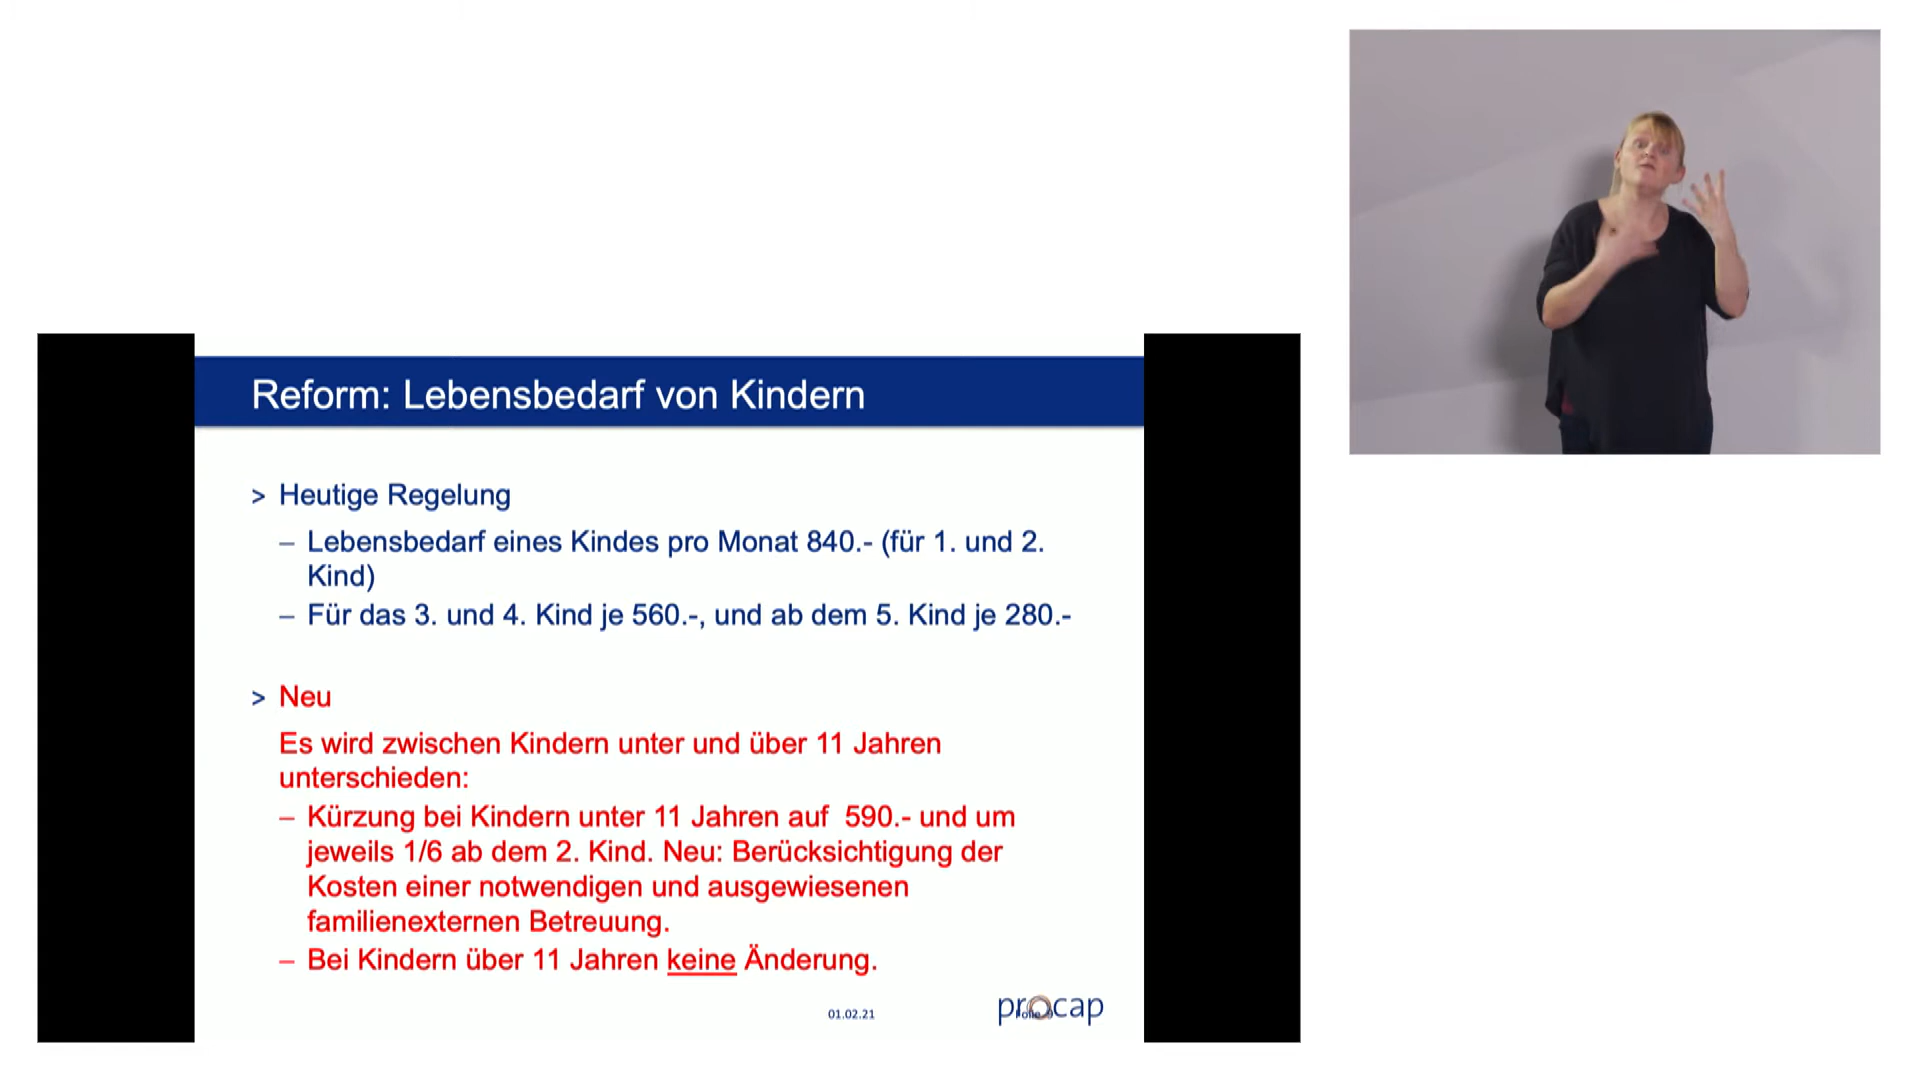 Reform: Lebensbedarf von Kindern
> Heutige Regelung
– Lebensbedarf eines Kindes pro Monat 840.- (für 1. und 2.
Kind)
– Für das 3. und 4. Kind je 560.-, und ab dem 5. Kind je 280.-
> Neu
Es wird zwischen Kindern unter und über 11 Jahren
unterschieden:
– Kürzung bei Kindern unter 11 Jahren auf  590.- und um
jeweils 1/6 ab dem 2. Kind. Neu: Berücksichtigung der
Kosten einer notwendigen und ausgewiesenen
familienexternen Betreuung.
– Bei Kindern über 11 Jahren keine Änderung.
01.02.21
procap